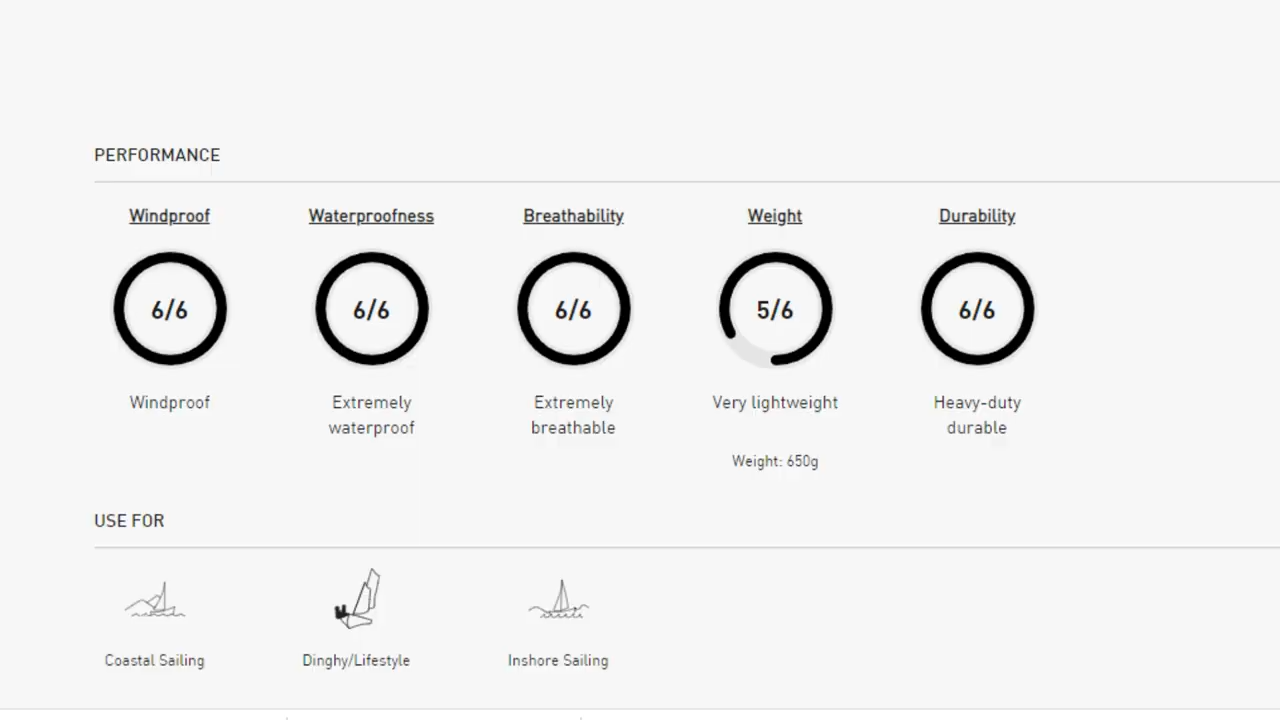 PERFORMANCE
Windproof Waterproofness Breathability Weight Durability
6/6 6/6 6/6 5/6 6/6
Windproof Extremely Extremely Very lightweight Heavy-duty
waterproof breathable durable
Weight: 650g
USE FOR
Coastal Sailing Dinghy/Lifestyle Inshore Sailing